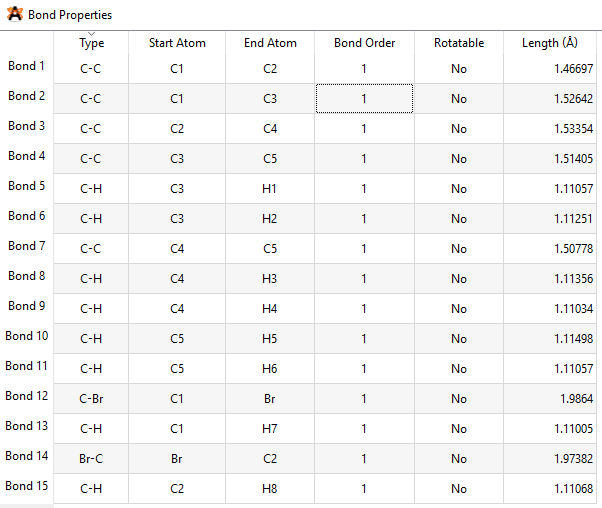 Bond Properties
Type Start Atom End Atom Bond Order Rotatable Length (Å)
Bond 1 C-C C1 C2 1 No 1.46697
Bond 2 C-C C1 C3 1 No 1.52642
Bond 3 C-C C2 C4 1 No 1.53354
Bond 4 C-C C3 C5 1 No 1.51405
Bond 5 C-H C3 H1 1 No 1.11057
Bond 6 C-H C3 H2 1 No 1.11251
Bond 7 C-C C4 C5 1 No 1.50778
Bond 8 C-H C4 H3 1 No 1.11356
Bond 9 C-H C4 H4 1 No 1.11034
Bond 10 C-H C5 H5 1 No 1.11498
Bond 11 C-H C5 H6 1 No 1.11057
Bond 12 C-Br C1 Br 1 No 1.9864
Bond 13 C-H C1 H7 1 No 1.11005
Bond 14 Br-C Br C2 1 No 1.97382
Bond 15 C-H C2 H8 1 No 1.11068